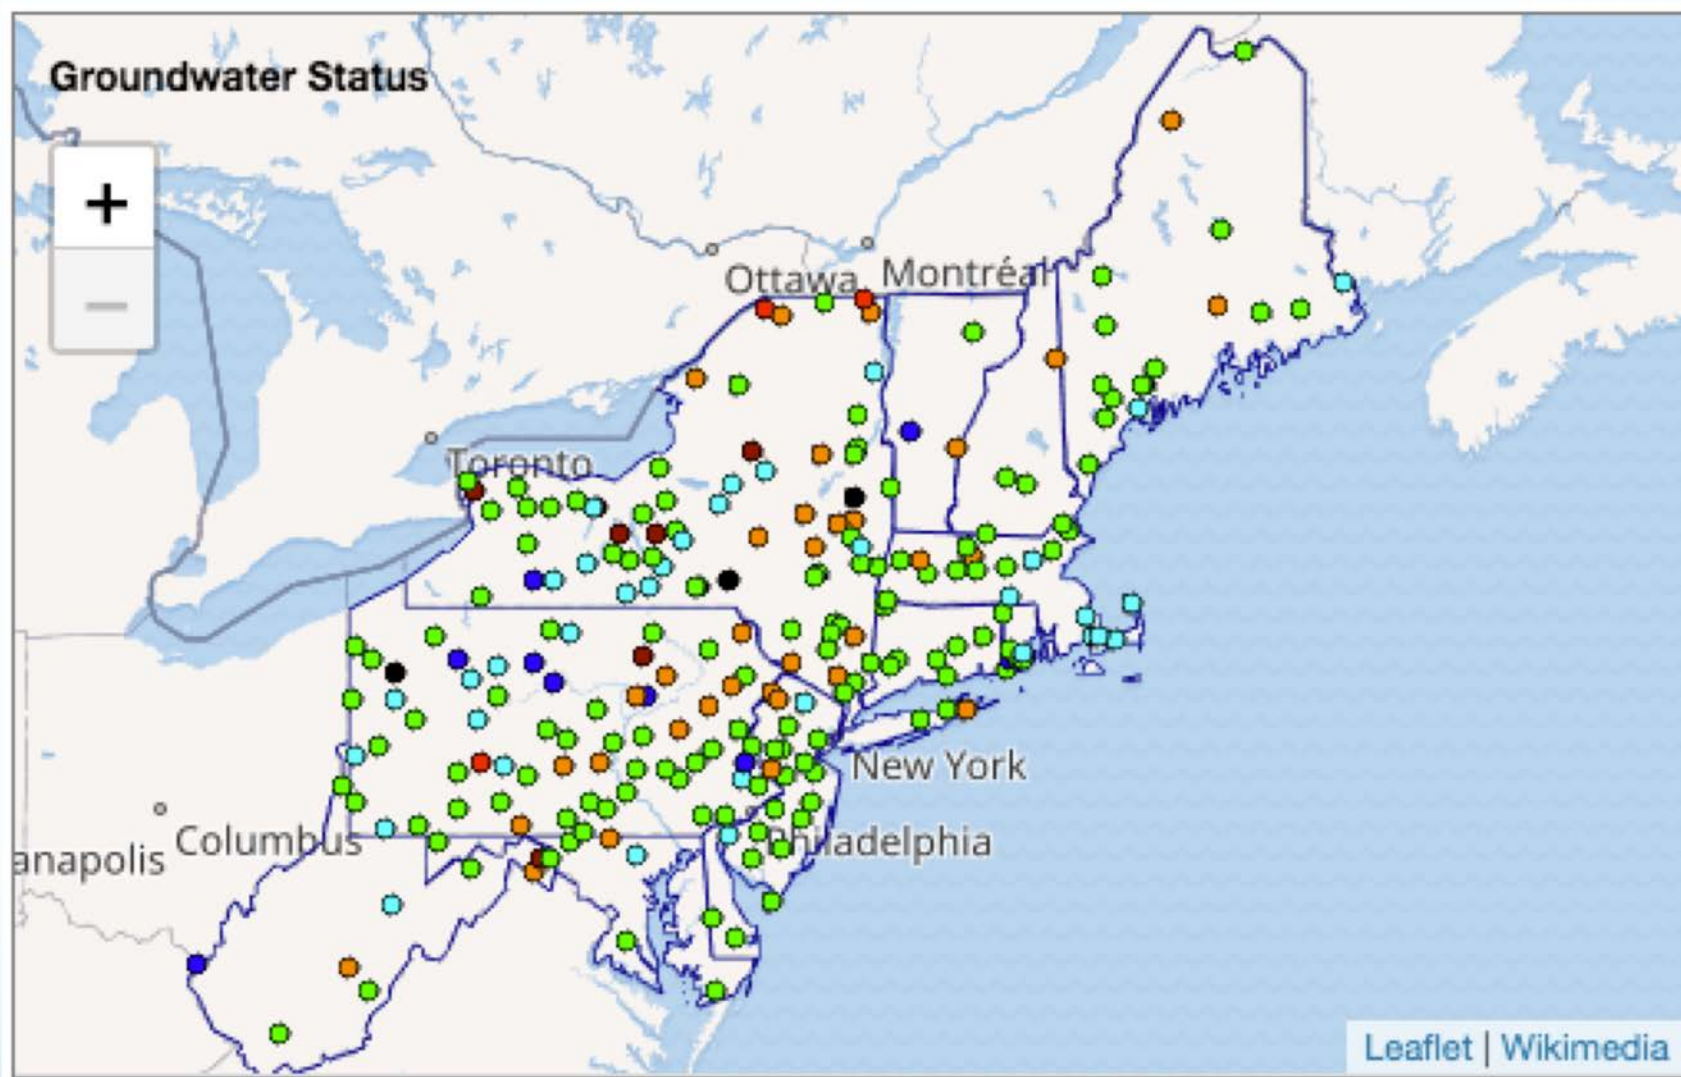 Groundwater Status
+
−
Ottawa
Montréal
Toronto
New York
Columbus
Philadelphia
anapolis
Leaflet | Wikimedia